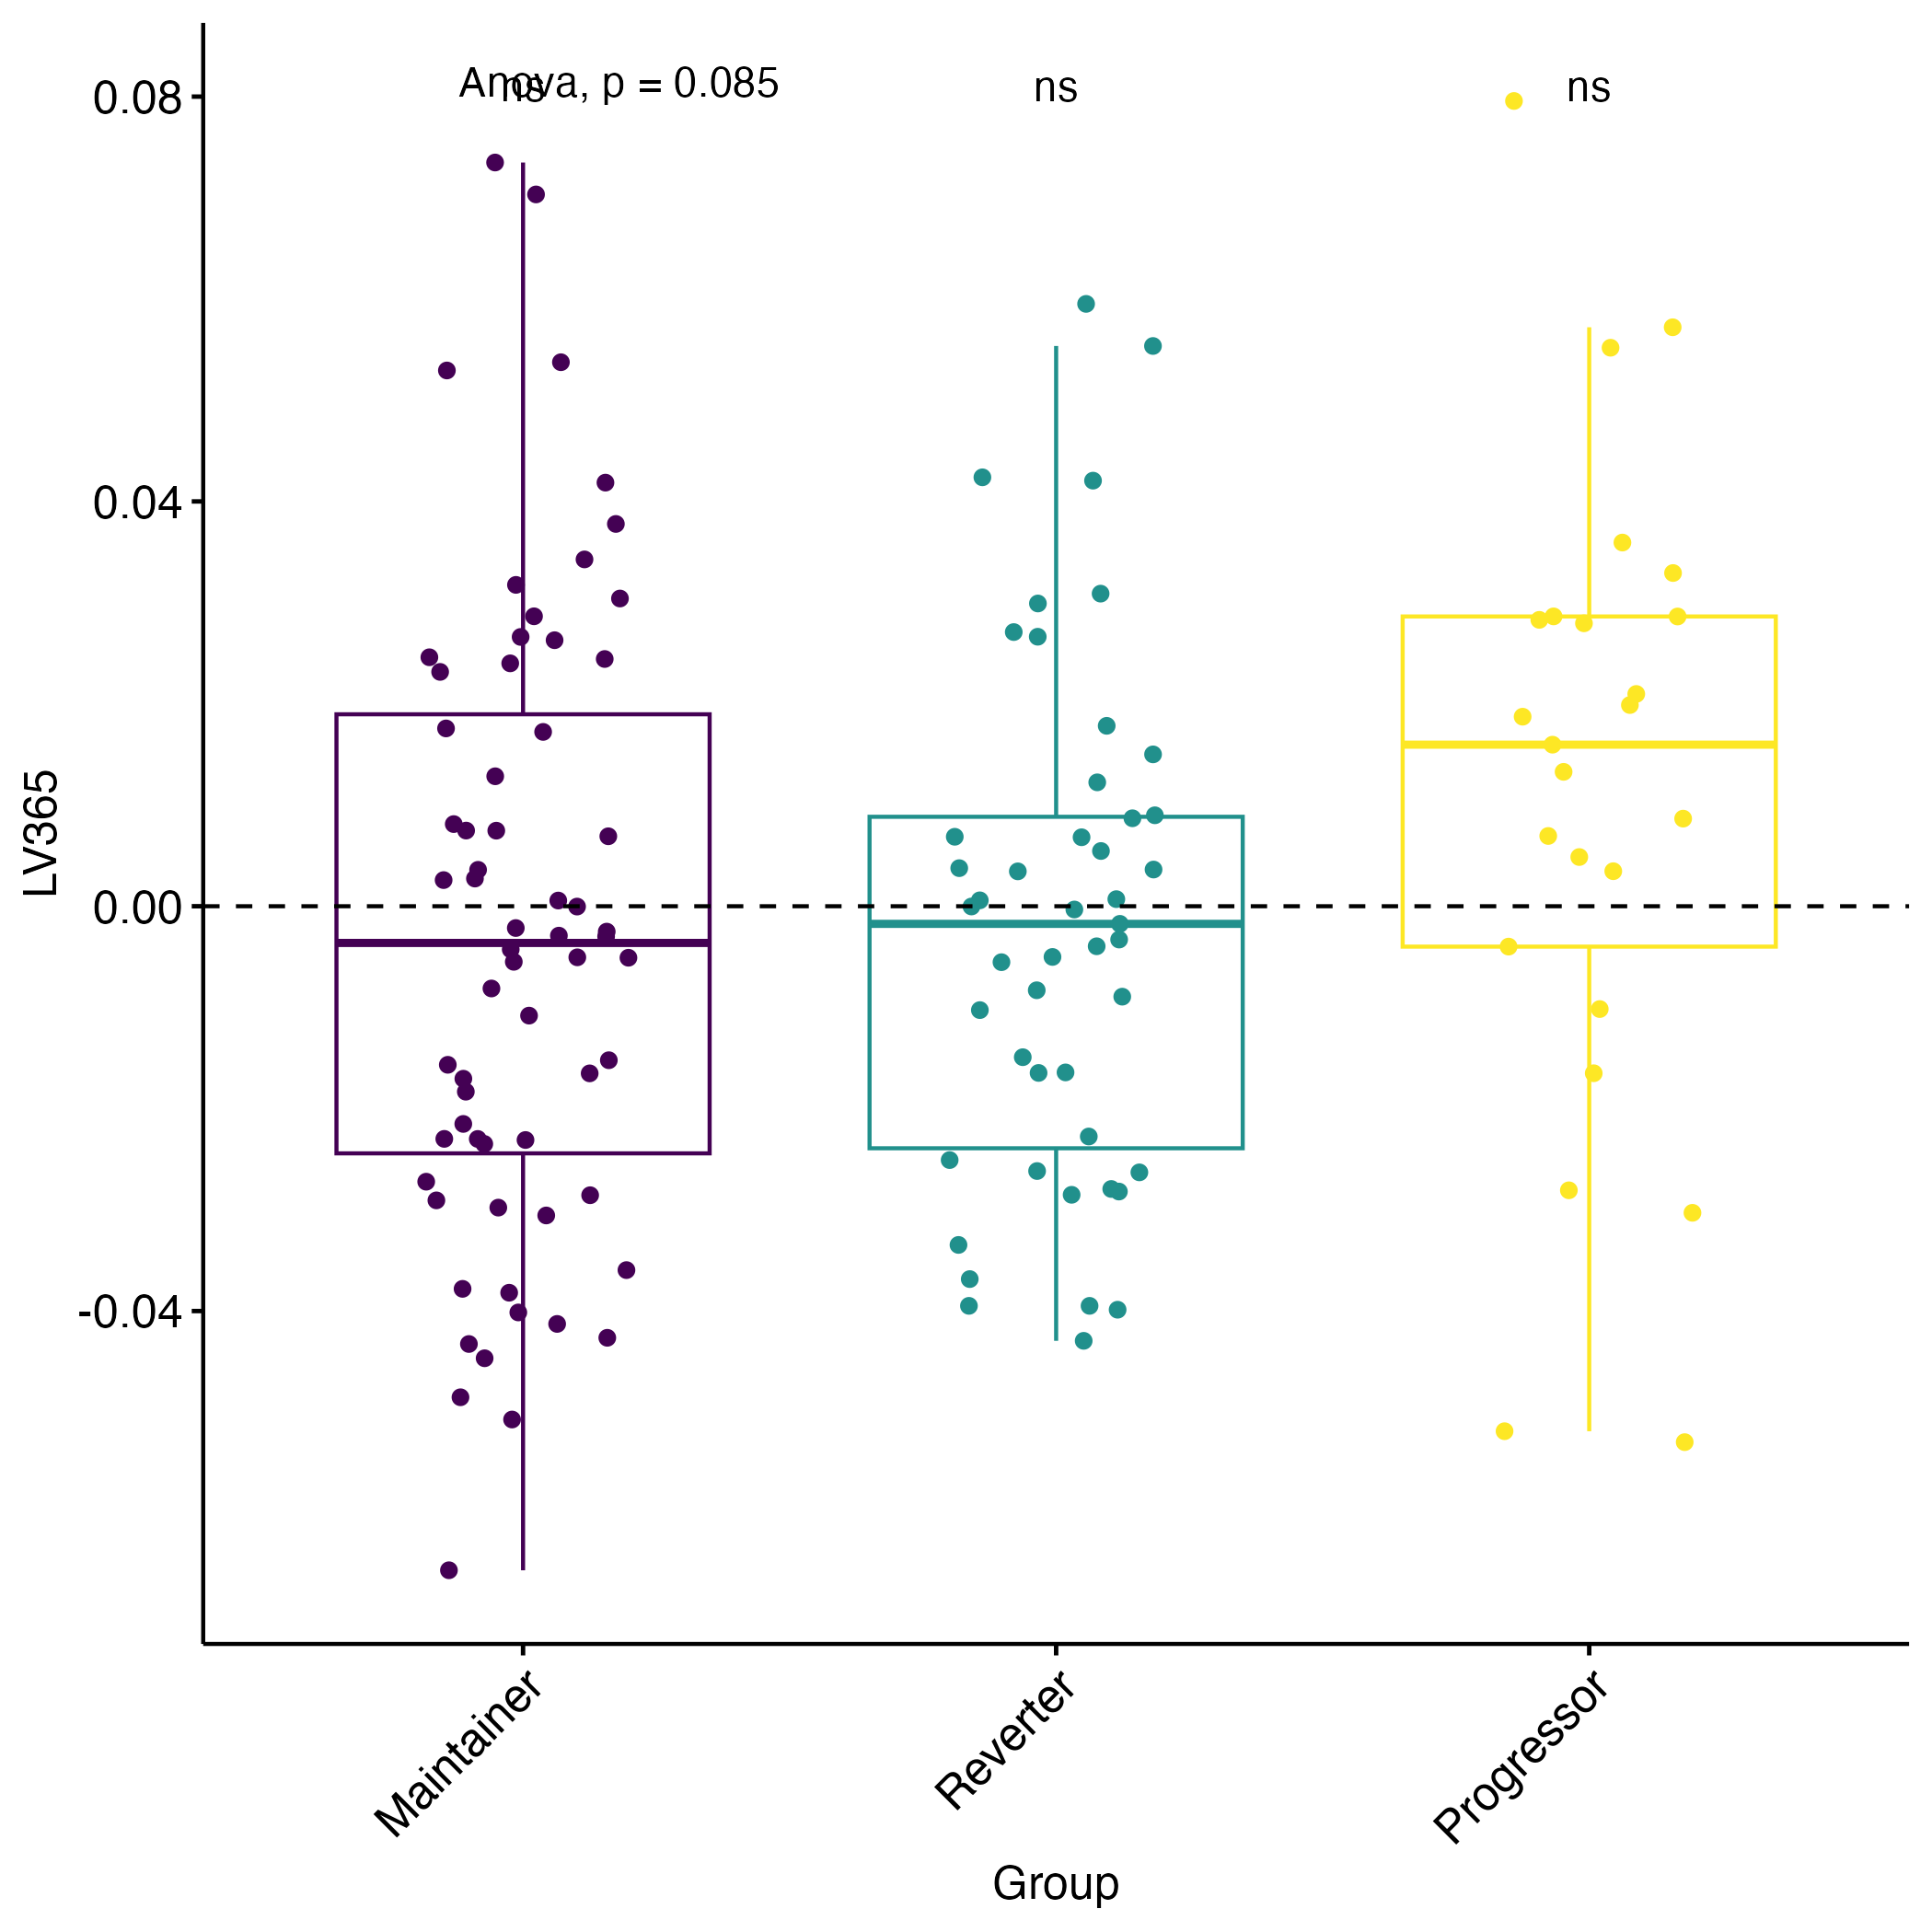 Anova, p = 0.085
ns
ns
ns
0.08
0.04
0.00
-0.04
LV365
Maintainer
Reverter
Progressor
Group